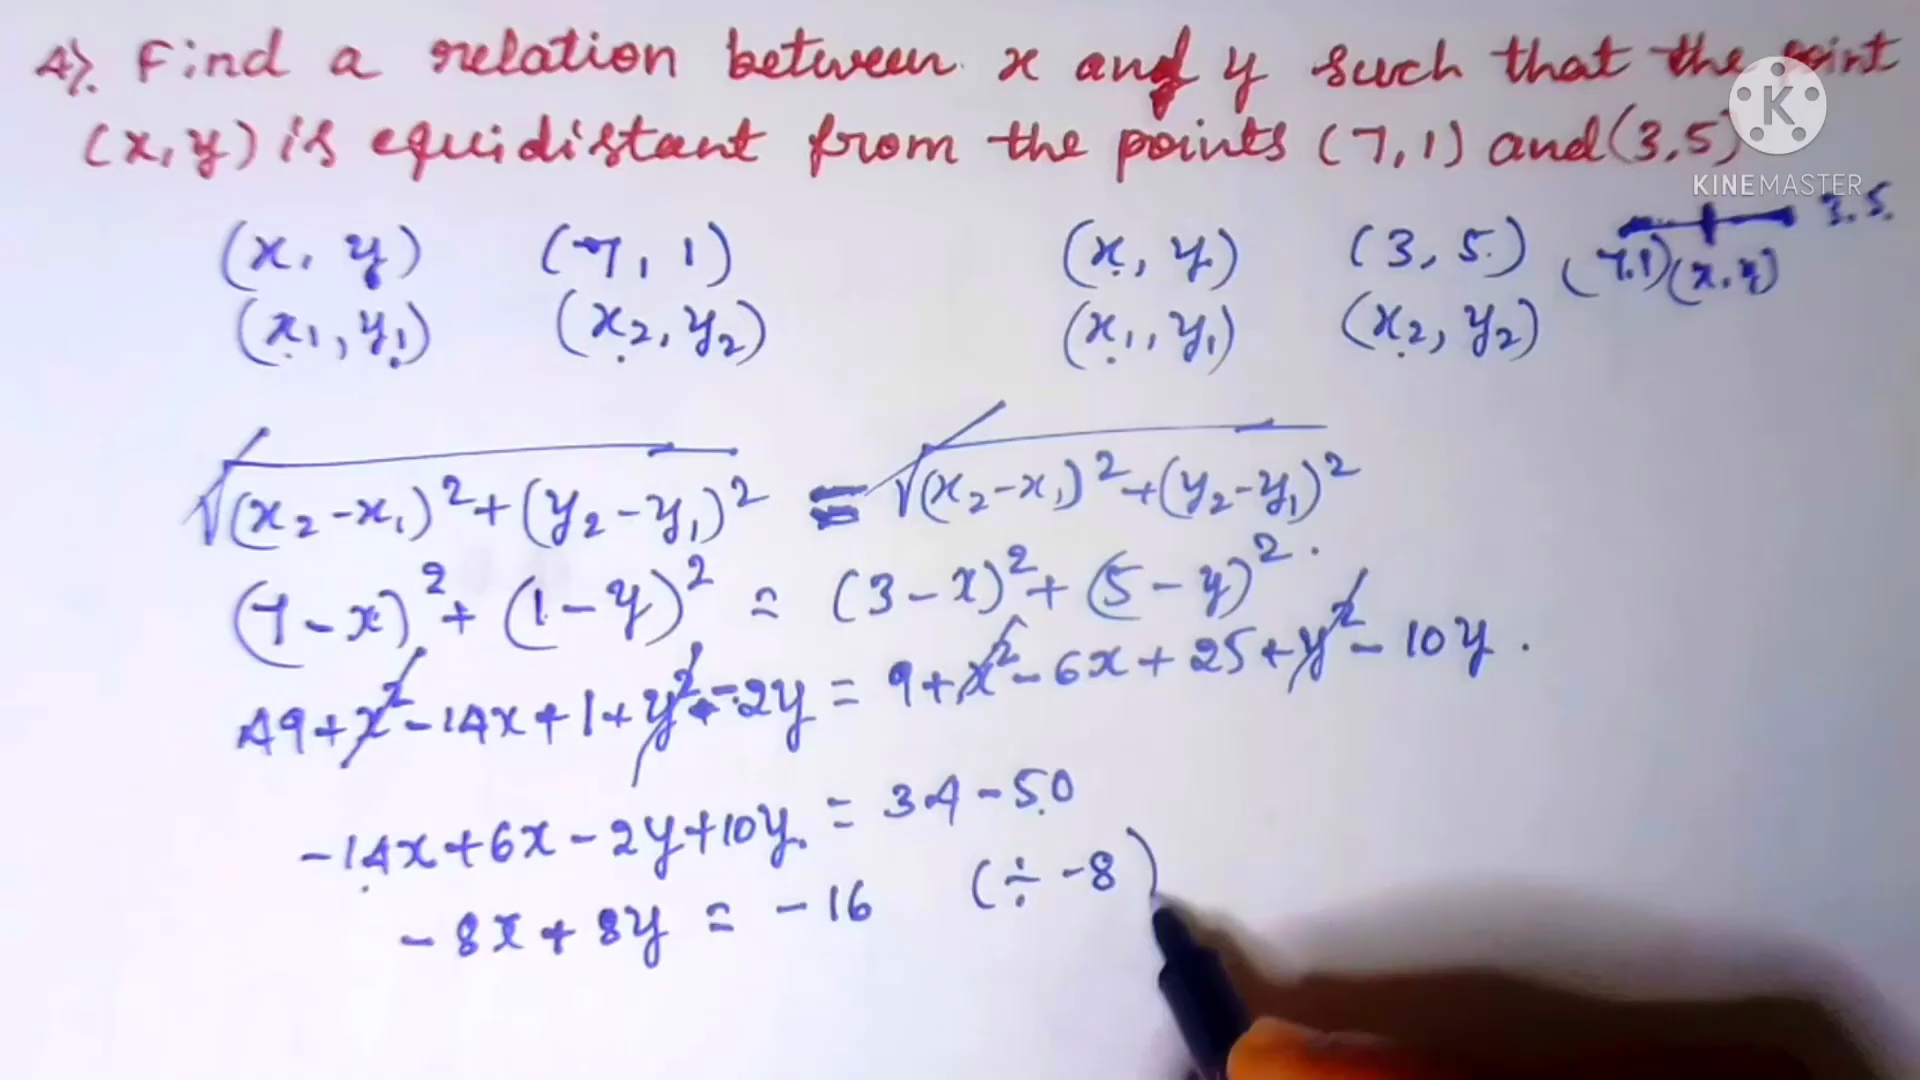 4). Find a relation between x and y such that the point
(x, y) is equidistant from the points (7, 1) and (3, 5)
KINEMASTER
(x, y) (7, 1) (x, y) (3, 5) (7,1) (x, y) 3.5.
(x1, y1) (x2, y2) (x1, y1) (x2, y2)
√(x2-x1)²+(y2-y1)² = √(x2-x1)²+(y2-y1)²
(7-x)²+(1-y)² = (3-x)²+(5-y)².
49+x²-14x+1+y²-2y = 9+x²-6x+25+y²-10y.
-14x+6x-2y+10y = 34-50
-8x+8y = -16 (÷ -8)